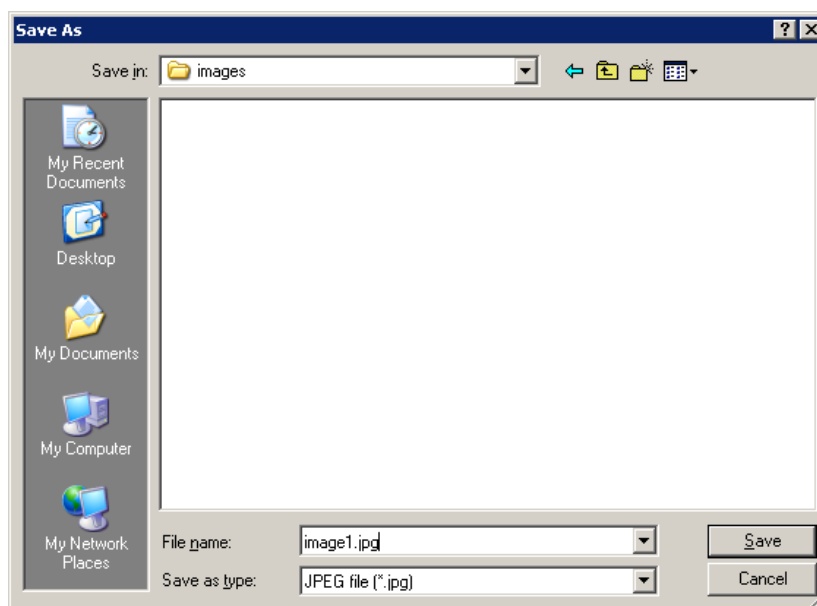 Save As
Save in: images
My Recent
Documents
Desktop
My Documents
My Computer
My Network
Places
File name: image1.jpg Save
Save as type: JPEG file (*.jpg) Cancel